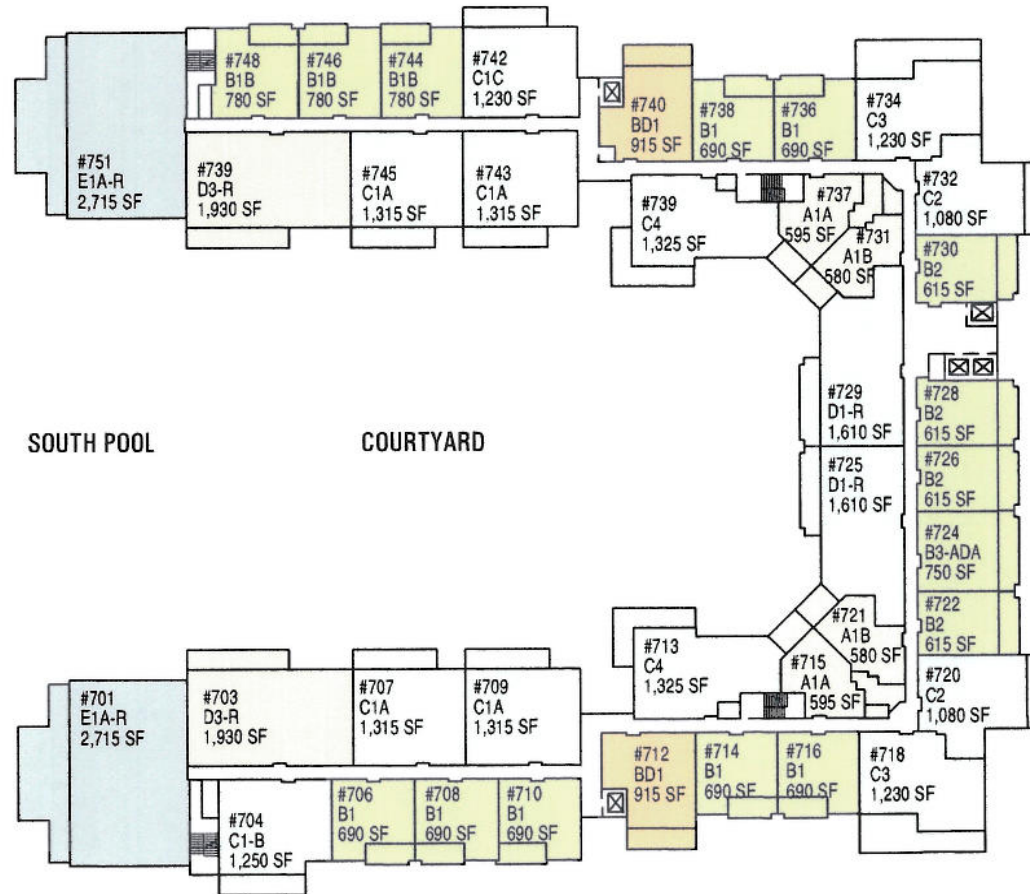 #751
E1A-R
2,715 SF
#748
B1B
780 SF
#746
B1B
780 SF
#744
B1B
780 SF
#742
C1C
1,230 SF
#739
D3-R
1,930 SF
#745
C1A
1,315 SF
#743
C1A
1,315 SF
#740
BD1
915 SF
#738
B1
690 SF
#736
B1
690 SF
#734
C3
1,230 SF
#732
C2
1,080 SF
#739
C4
1,325 SF
#737
A1A
595 SF
#731
A1B
580 SF
#730
B2
615 SF
#729
D1-R
1,610 SF
#728
B2
615 SF
SOUTH POOL
COURTYARD
#725
D1-R
1,610 SF
#726
B2
615 SF
#724
B3-ADA
750 SF
#722
B2
615 SF
#721
A1B
580 SF
#713
C4
1,325 SF
#715
A1A
595 SF
#720
C2
1,080 SF
#701
E1A-R
2,715 SF
#703
D3-R
1,930 SF
#707
C1A
1,315 SF
#709
C1A
1,315 SF
#712
BD1
915 SF
#714
B1
690 SF
#716
B1
690 SF
#718
C3
1,230 SF
#704
C1-B
1,250 SF
#706
B1
690 SF
#708
B1
690 SF
#710
B1
690 SF